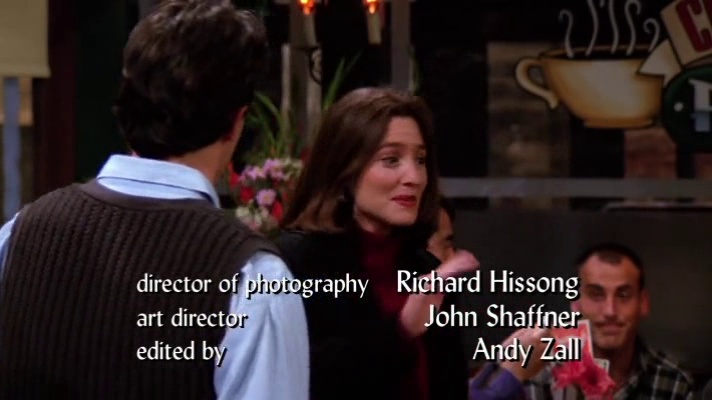 director of photography Richard Hissong
art director John Shaffner
edited by Andy Zall